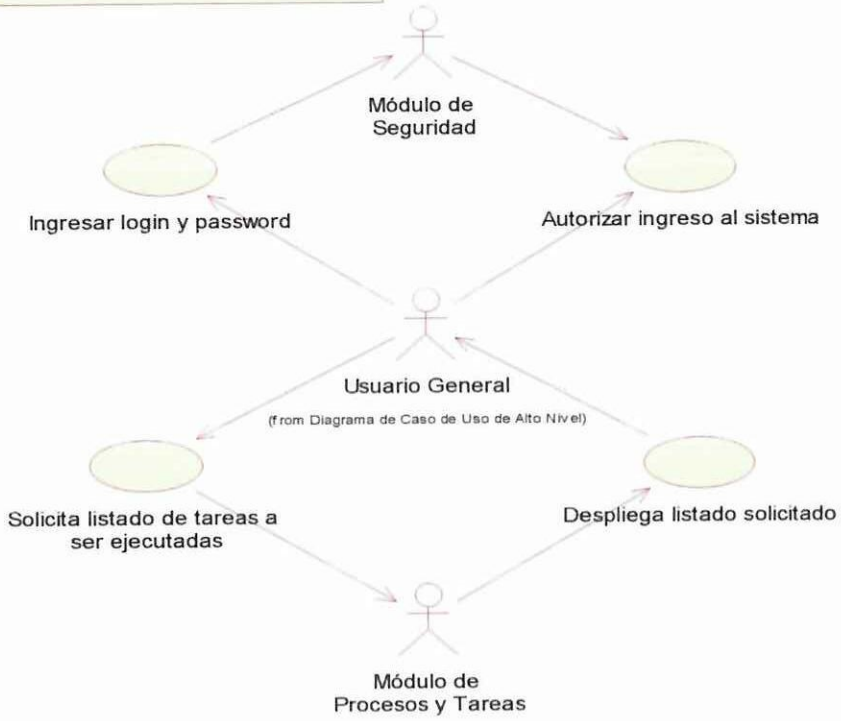 Módulo de
Seguridad
Ingresar login y password
Autorizar ingreso al sistema
Usuario General
(from Diagrama de Caso de Uso de Alto Nivel)
Solicita listado de tareas a
ser ejecutadas
Despliega listado solicitado
Módulo de
Procesos y Tareas